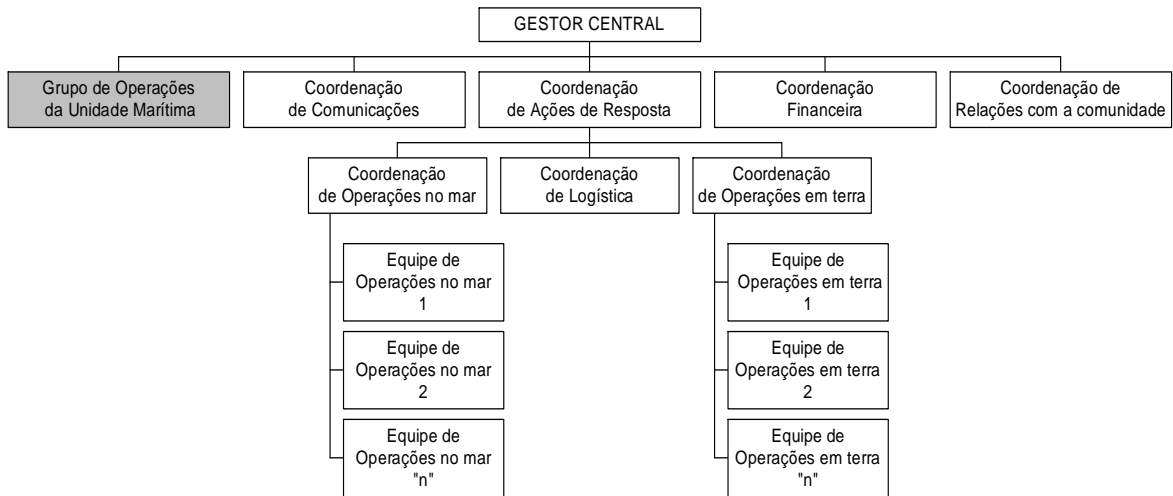 GESTOR CENTRAL
Grupo de Operações
da Unidade Marítima
Coordenação
de Comunicações
Coordenação
de Ações de Resposta
Coordenação
Financeira
Coordenação de
Relações com a comunidade
Coordenação
de Operações no mar
Coordenação
de Logística
Coordenação
de Operações em terra
Equipe de
Operações no mar
1
Equipe de
Operações no mar
2
Equipe de
Operações no mar
"n"
Equipe de
Operações em terra
1
Equipe de
Operações em terra
2
Equipe de
Operações em terra
"n"